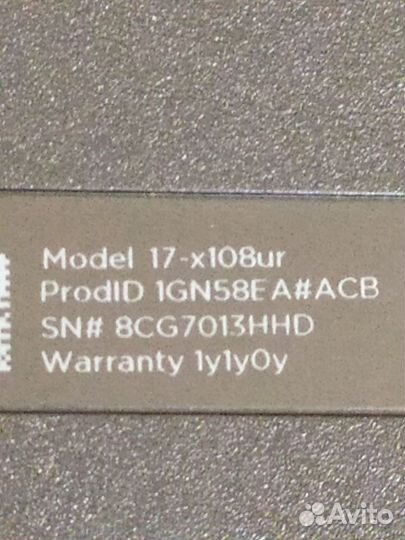 Model 17-x108ur
ProdID 1GN58EA#ACB
SN# 8CG7013HHD
Warranty 1y1y0y
Avito